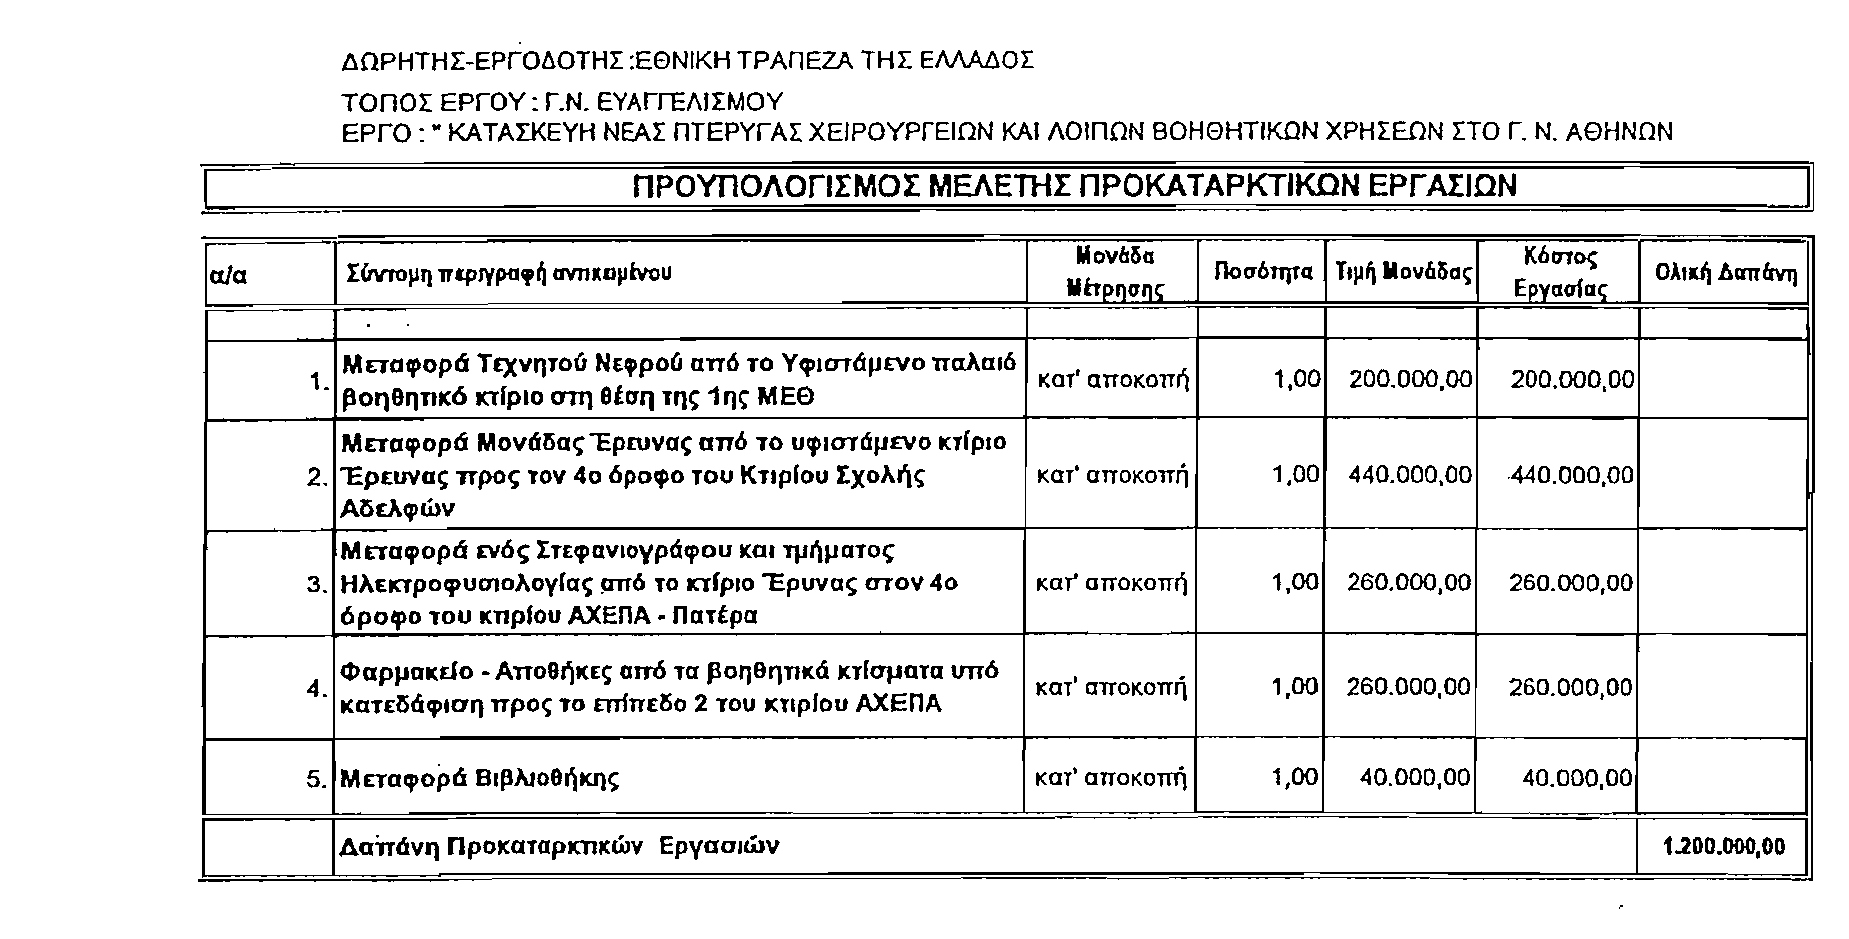 ΔΩΡΗΤΗΣ-ΕΡΓΟΔΟΤΗΣ :ΕΘΝΙΚΗ ΤΡΑΠΕΖΑ ΤΗΣ ΕΛΛΑΔΟΣ
ΤΟΠΟΣ ΕΡΓΟΥ : Γ.Ν. ΕΥΑΓΓΕΛΙΣΜΟΥ
ΕΡΓΟ : " ΚΑΤΑΣΚΕΥΗ ΝΕΑΣ ΠΤΕΡΥΓΑΣ ΧΕΙΡΟΥΡΓΕΙΩΝ ΚΑΙ ΛΟΙΠΩΝ ΒΟΗΘΗΤΙΚΩΝ ΧΡΗΣΕΩΝ ΣΤΟ Γ. Ν. ΑΘΗΝΩΝ
ΠΡΟΥΠΟΛΟΓΙΣΜΟΣ ΜΕΛΕΤΗΣ ΠΡΟΚΑΤΑΡΚΤΙΚΩΝ ΕΡΓΑΣΙΩΝ
α/α Σύντομη περιγραφή αντικειμένου Μονάδα Μέτρησης Ποσότητα Τιμή Μονάδας Κόστος Εργασίας Ολική Δαπάνη
1. Μεταφορά Τεχνητού Νεφρού από το Υφιστάμενο παλαιό
βοηθητικό κτίριο στη θέση της 1ης ΜΕΘ κατ' αποκοπή 1,00 200.000,00 200.000,00
Μεταφορά Μονάδας Έρευνας από το υφιστάμενο κτίριο
2. Έρευνας προς τον 4ο όροφο του Κτιρίου Σχολής κατ' αποκοπή 1,00 440.000,00 440.000,00
Αδελφών
Μεταφορά ενός Στεφανιογράφου και τμήματος
3. Ηλεκτροφυσιολογίας από το κτίριο Έρυνας στον 4ο κατ' αποκοπή 1,00 260.000,00 260.000,00
όροφο του κτιρίου ΑΧΕΠΑ - Πατέρα
4. Φαρμακείο - Αποθήκες από τα βοηθητικά κτίσματα υπό
κατεδάφιση προς το επίπεδο 2 του κτιρίου ΑΧΕΠΑ κατ' αποκοπή 1,00 260.000,00 260.000,00
5. Μεταφορά Βιβλιοθήκης κατ' αποκοπή 1,00 40.000,00 40.000,00
Δαπάνη Προκαταρκτικών Εργασιών 1.200.000,00